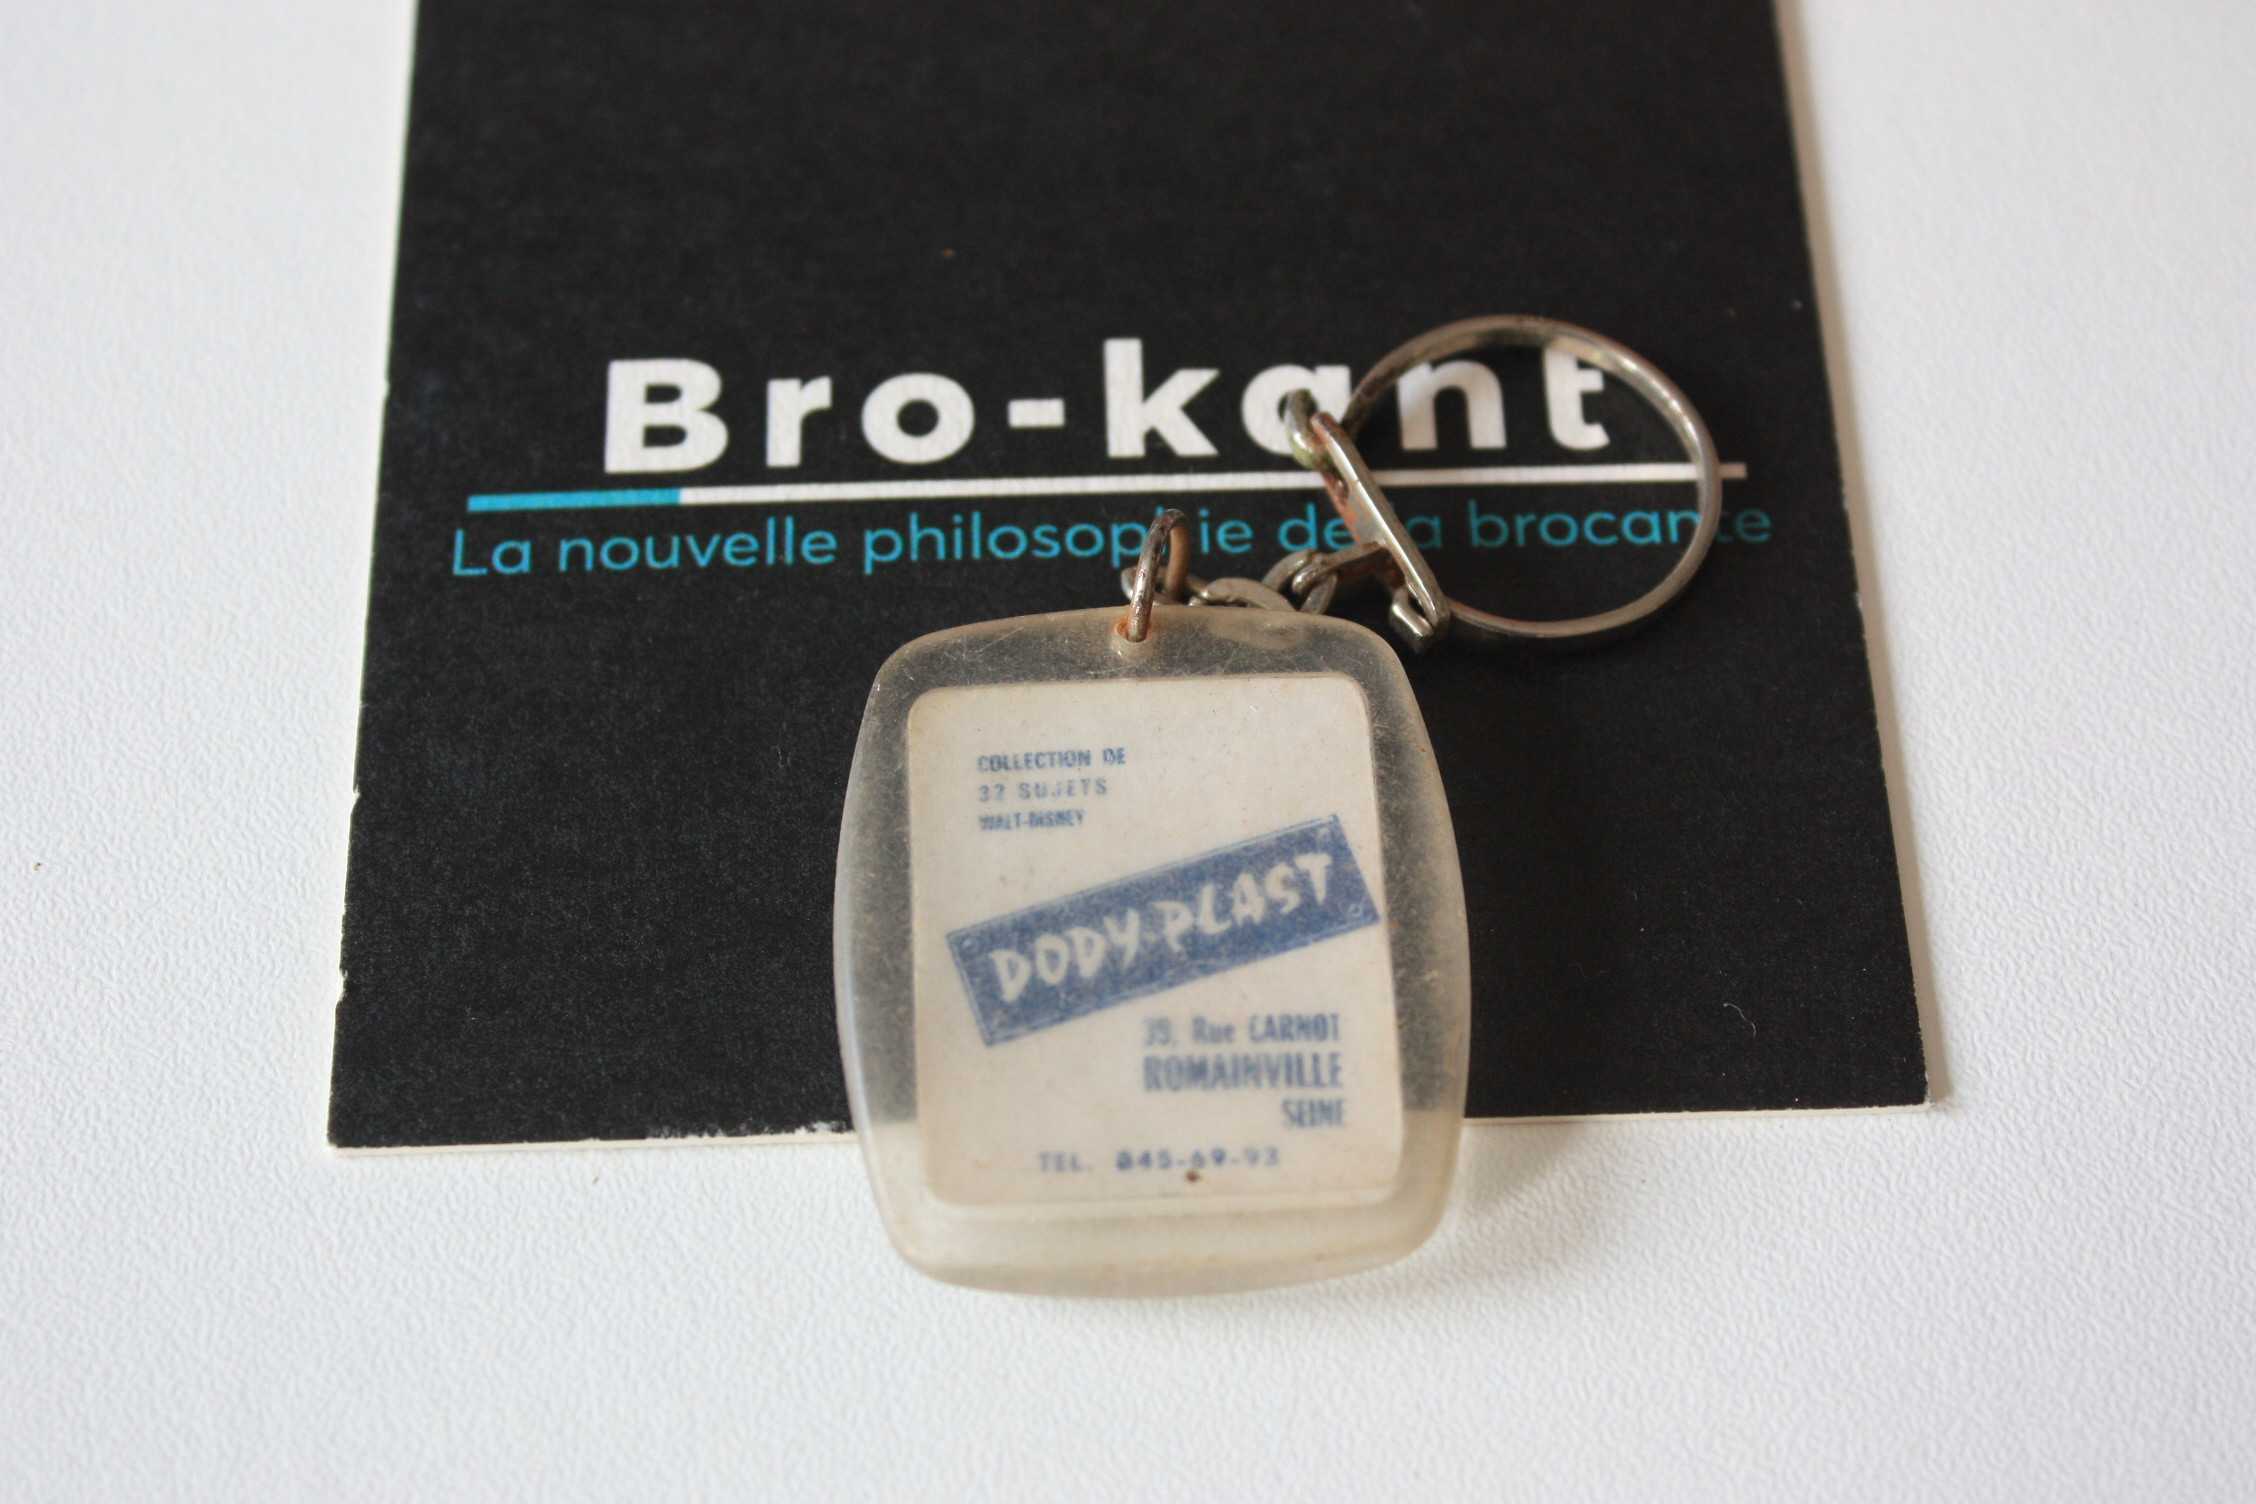 Bro-kant
La nouvelle philosophie de la brocante
COLLECTION DE
32 SUJETS
WALT-DISNEY
DODY-PLAST
39, Rue CARNOT
ROMAINVILLE
SEINE
TEL. 845-69-93